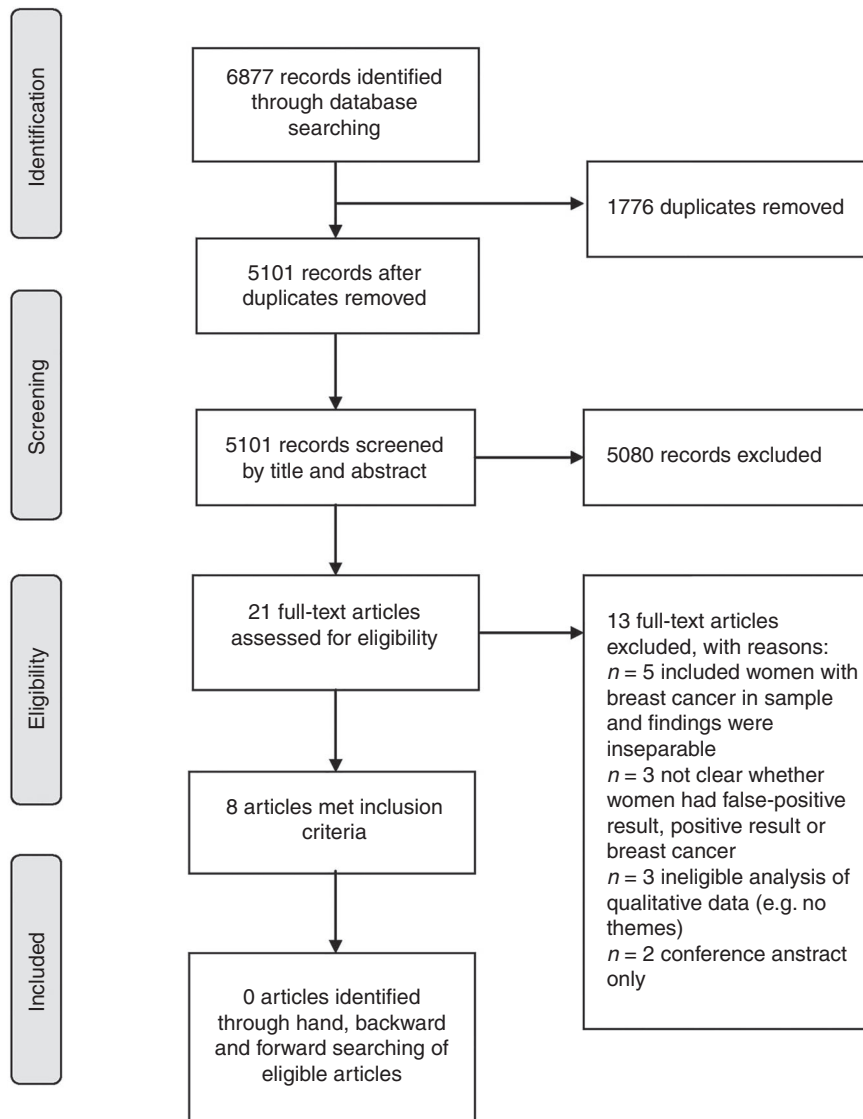 Identification
6877 records identified
through database
searching
1776 duplicates removed
5101 records after
duplicates removed
Screening
5101 records screened
by title and abstract
5080 records excluded
Eligibility
21 full-text articles
assessed for eligibility
13 full-text articles
excluded, with reasons:
n = 5 included women with
breast cancer in sample
and findings were
inseparable
n = 3 not clear whether
women had false-positive
result, positive result or
breast cancer
n = 3 ineligible analysis of
qualitative data (e.g. no
themes)
n = 2 conference anstract
only
8 articles met inclusion
criteria
Included
0 articles identified
through hand, backward
and forward searching of
eligible articles